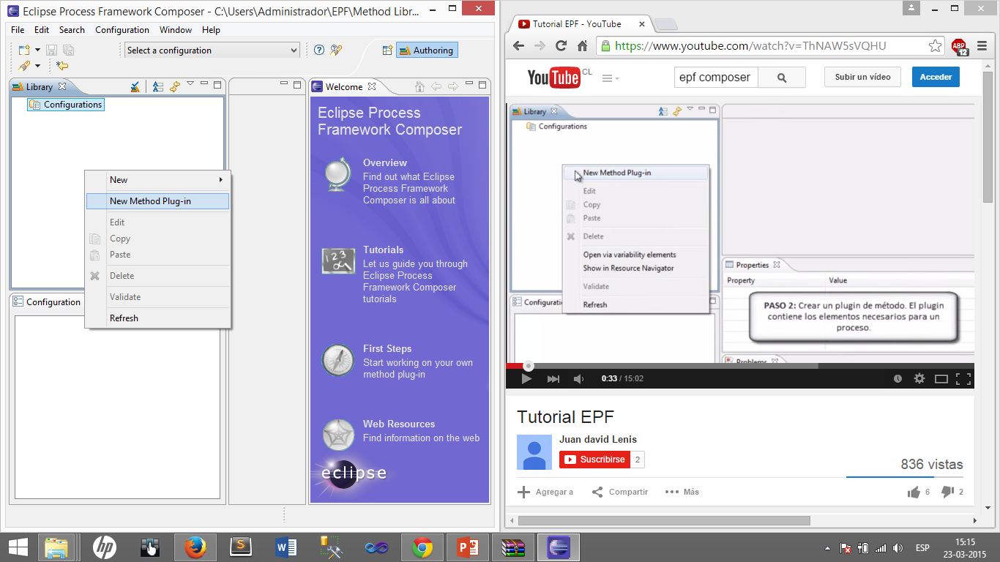 Eclipse Process Framework Composer - C:\Users\Administrador\EPF\Method Libr...
File Edit Search Configuration Window Help
Select a configuration
Authoring
Library
Configurations
New
New Method Plug-in
Edit
Copy
Paste
Delete
Validate
Refresh
Configuration
Welcome
Eclipse Process
Framework Composer
Overview
Find out what Eclipse
Process Framework
Composer is all about
Tutorials
Let us guide you through
Eclipse Process
Framework Composer
tutorials
First Steps
Start working on your own
method plug-in
Web Resources
Find information on the web
eclipse
Tutorial EPF - YouTube
https://www.youtube.com/watch?v=ThNAW5sVQHU
ABP
12
YouTube CL
epf composer
Subir un vídeo
Acceder
Library
Configurations
New Method Plug-in
Edit
Copy
Paste
Delete
Open via variability elements
Show in Resource Navigator
Validate
Refresh
Configurati
Properties
Property Value
PASO 2: Crear un plugin de método. El plugin
contiene los elementos necesarios para un
proceso.
Problems
0:33 / 15:02
Tutorial EPF
Juan david Lenis
Suscribirse 2
836 vistas
Agregar a Compartir Más 6 2
ESP
15:15
23-03-2015